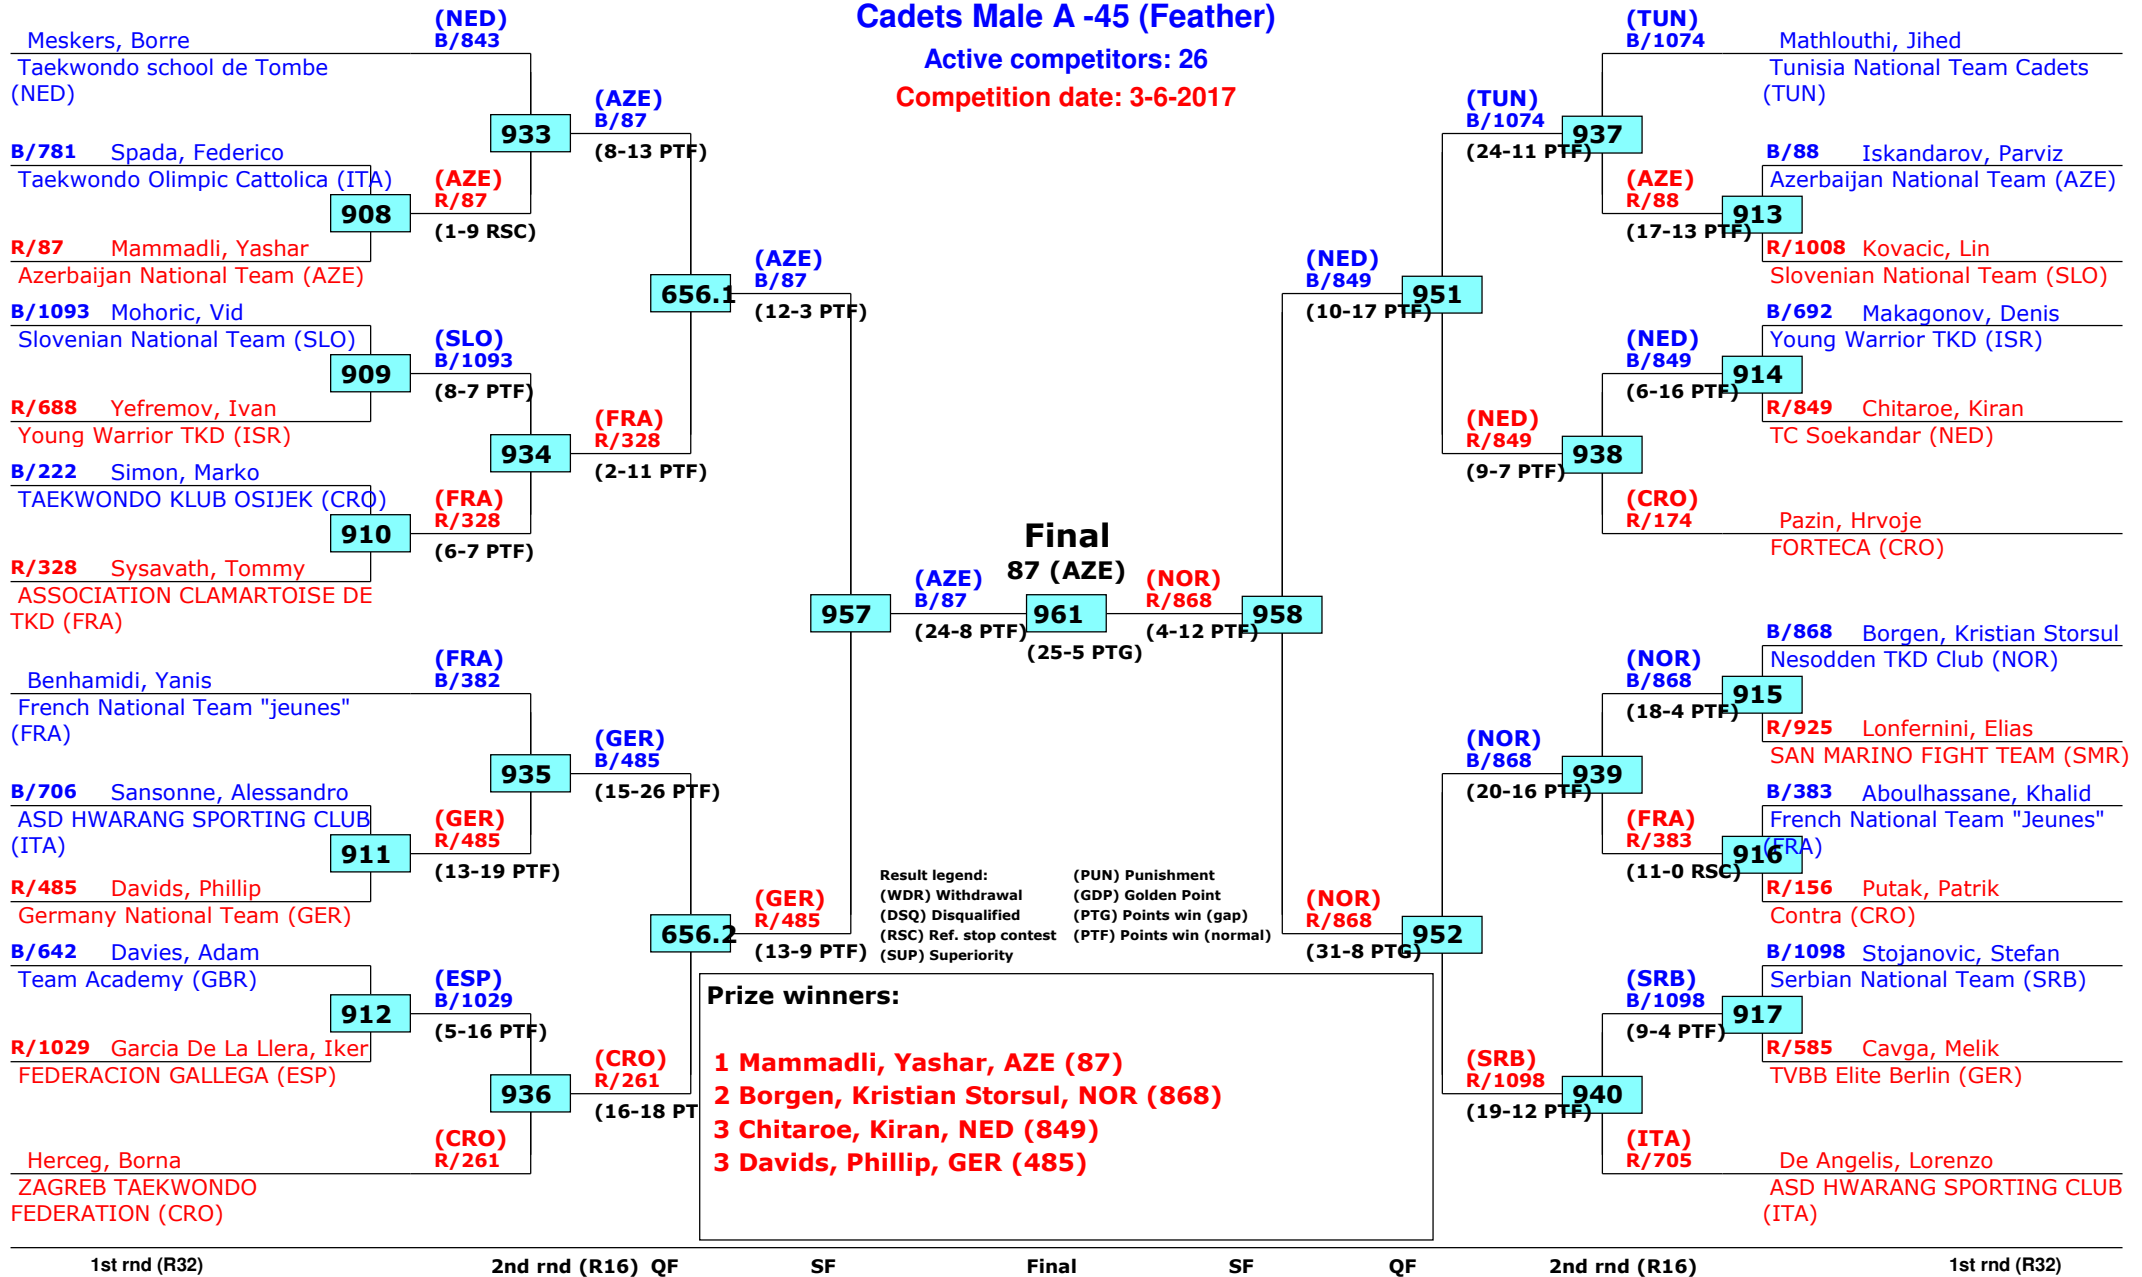 Cadets Male A -45 (Feather)
Active competitors: 26
Competition date: 3-6-2017
(NED)
B/843
Meskers, Borre
Taekwondo school de Tombe
(NED)
B/781 Spada, Federico
Taekwondo Olimpic Cattolica (ITA)
908
R/87 Mammadli, Yashar
Azerbaijan National Team (AZE)
(AZE)
R/87
(1-9 RSC)
933
(AZE)
B/87
(8-13 PTF)
B/1093 Mohoric, Vid
Slovenian National Team (SLO)
909
R/688 Yefremov, Ivan
Young Warrior TKD (ISR)
(SLO)
B/1093
(8-7 PTF)
B/222 Simon, Marko
TAEKWONDO KLUB OSIJEK (CRO)
910
R/328 Sysavath, Tommy
ASSOCIATION CLAMARTOISE DE
TKD (FRA)
(FRA)
R/328
(6-7 PTF)
934
(FRA)
R/328
(2-11 PTF)
656.1
(AZE)
B/87
(12-3 PTF)
(FRA)
B/382
Benhamidi, Yanis
French National Team "jeunes"
(FRA)
B/706 Sansonne, Alessandro
ASD HWARANG SPORTING CLUB
(ITA)
911
R/485 Davids, Phillip
Germany National Team (GER)
(GER)
R/485
(13-19 PTF)
935
(GER)
B/485
(15-26 PTF)
B/642 Davies, Adam
Team Academy (GBR)
912
R/1029 Garcia De La Llera, Iker
FEDERACION GALLEGA (ESP)
(ESP)
B/1029
(5-16 PTF)
936
(CRO)
R/261
Herceg, Borna
ZAGREB TAEKWONDO
FEDERATION (CRO)
(CRO)
R/261
(16-18 PT
656.2
(GER)
R/485
(13-9 PTF)
957
(AZE)
B/87
(24-8 PTF)
Final
87 (AZE)
961
(25-5 PTG)
(NOR)
R/868
(4-12 PTF)
958
(TUN)
B/1074
Mathlouthi, Jihed
Tunisia National Team Cadets
(TUN)
B/88 Iskandarov, Parviz
Azerbaijan National Team (AZE)
913
R/1008 Kovacic, Lin
Slovenian National Team (SLO)
(AZE)
R/88
(17-13 PTF)
937
(TUN)
B/1074
(24-11 PTF)
B/692 Makagonov, Denis
Young Warrior TKD (ISR)
914
R/849 Chitaroe, Kiran
TC Soekandar (NED)
(NED)
B/849
(6-16 PTF)
938
(CRO)
R/174
Pazin, Hrvoje
FORTECA (CRO)
(NED)
R/849
(9-7 PTF)
951
(NED)
B/849
(10-17 PTF)
B/868 Borgen, Kristian Storsul
Nesodden TKD Club (NOR)
915
R/925 Lonfernini, Elias
SAN MARINO FIGHT TEAM (SMR)
(NOR)
B/868
(18-4 PTF)
B/383 Aboulhassane, Khalid
French National Team "Jeunes"
(FRA)
916
R/156 Putak, Patrik
Contra (CRO)
(FRA)
R/383
(11-0 RSC)
939
(NOR)
B/868
(20-16 PTF)
B/1098 Stojanovic, Stefan
Serbian National Team (SRB)
917
R/585 Cavga, Melik
TVBB Elite Berlin (GER)
(SRB)
B/1098
(9-4 PTF)
940
(ITA)
R/705
De Angelis, Lorenzo
ASD HWARANG SPORTING CLUB
(ITA)
(SRB)
R/1098
(19-12 PTF)
952
(NOR)
R/868
(31-8 PTG)
Result legend: (PUN) Punishment
(WDR) Withdrawal (GDP) Golden Point
(DSQ) Disqualified (PTG) Points win (gap)
(RSC) Ref. stop contest (PTF) Points win (normal)
(SUP) Superiority
Prize winners:
1 Mammadli, Yashar, AZE (87)
2 Borgen, Kristian Storsul, NOR (868)
3 Chitaroe, Kiran, NED (849)
3 Davids, Phillip, GER (485)
1st rnd (R32) 2nd rnd (R16) QF SF Final SF QF 2nd rnd (R16) 1st rnd (R32)